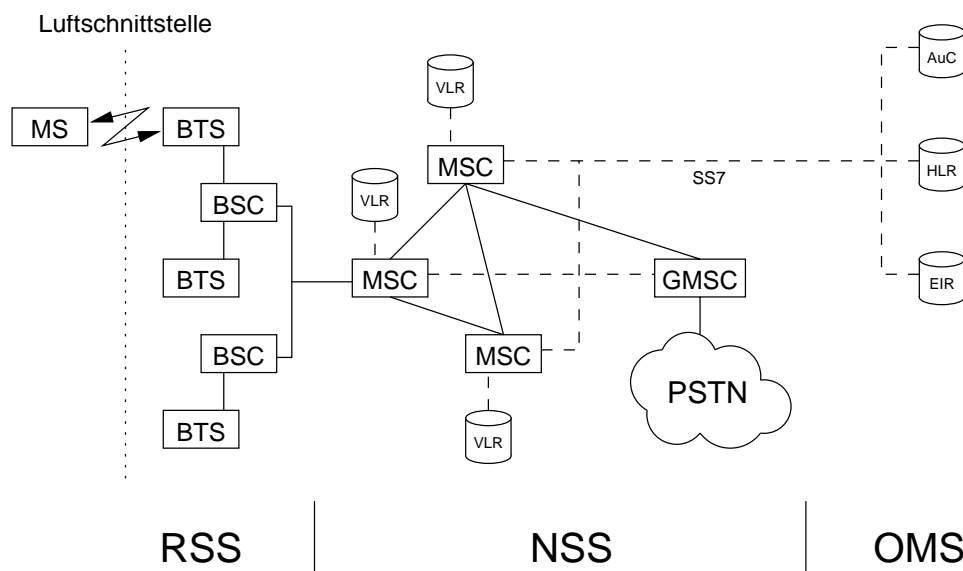 Luftschnittstelle
MS
BTS
BSC
BTS
BSC
BTS
VLR
MSC
VLR
MSC
MSC
VLR
SS7
GMSC
PSTN
AuC
HLR
EIR
RSS
NSS
OMS